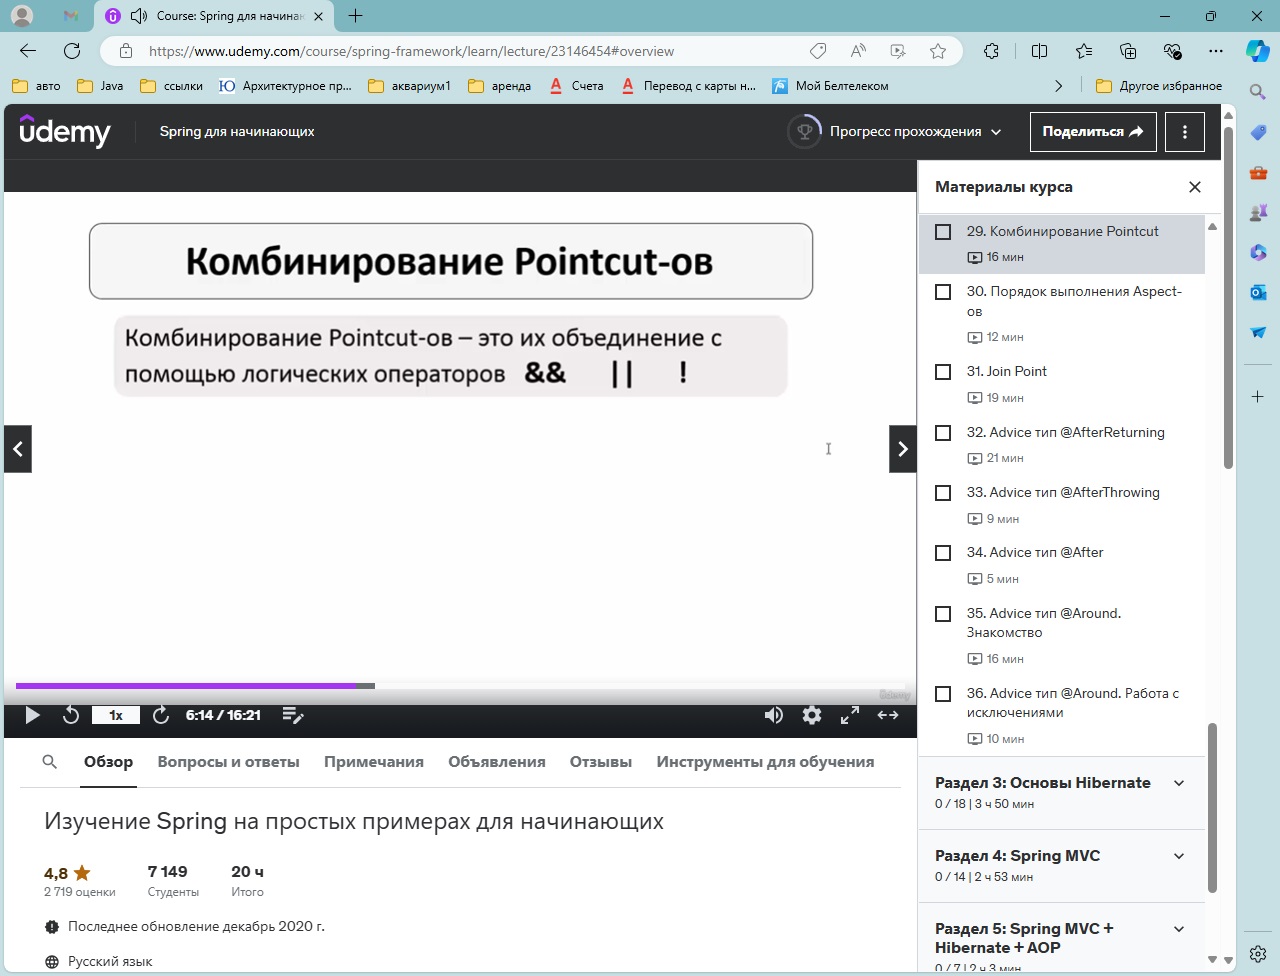 Course: Spring для начинаю
https://www.udemy.com/course/spring-framework/learn/lecture/23146454#overview
авто
Java
ссылки
Ю Архитектурное пр...
аквариум1
аренда
Счета
Перевод с карты н...
Мой Белтелеком
Другое избранное
udemy
Spring для начинающих
Прогресс прохождения
Поделиться
Комбинирование Pointcut-ов
Комбинирование Pointcut-ов – это их объединение с
помощью логических операторов && || !
udemy
1x
6:14 / 16:21
Материалы курса
29. Комбинирование Pointcut
16 мин
30. Порядок выполнения Aspect-
ов
12 мин
31. Join Point
19 мин
32. Advice тип @AfterReturning
21 мин
33. Advice тип @AfterThrowing
9 мин
34. Advice тип @After
5 мин
35. Advice тип @Around.
Знакомство
16 мин
36. Advice тип @Around. Работа с
исключениями
10 мин
Раздел 3: Основы Hibernate
0 / 18 | 3 ч 50 мин
Раздел 4: Spring MVC
0 / 14 | 2 ч 53 мин
Раздел 5: Spring MVC +
Hibernate + AOP
0 / 7 | 2 ч 3 мин
Обзор
Вопросы и ответы
Примечания
Объявления
Отзывы
Инструменты для обучения
Изучение Spring на простых примерах для начинающих
4,8
2 719 оценки
7 149
Студенты
20 ч
Итого
Последнее обновление декабрь 2020 г.
Русский язык